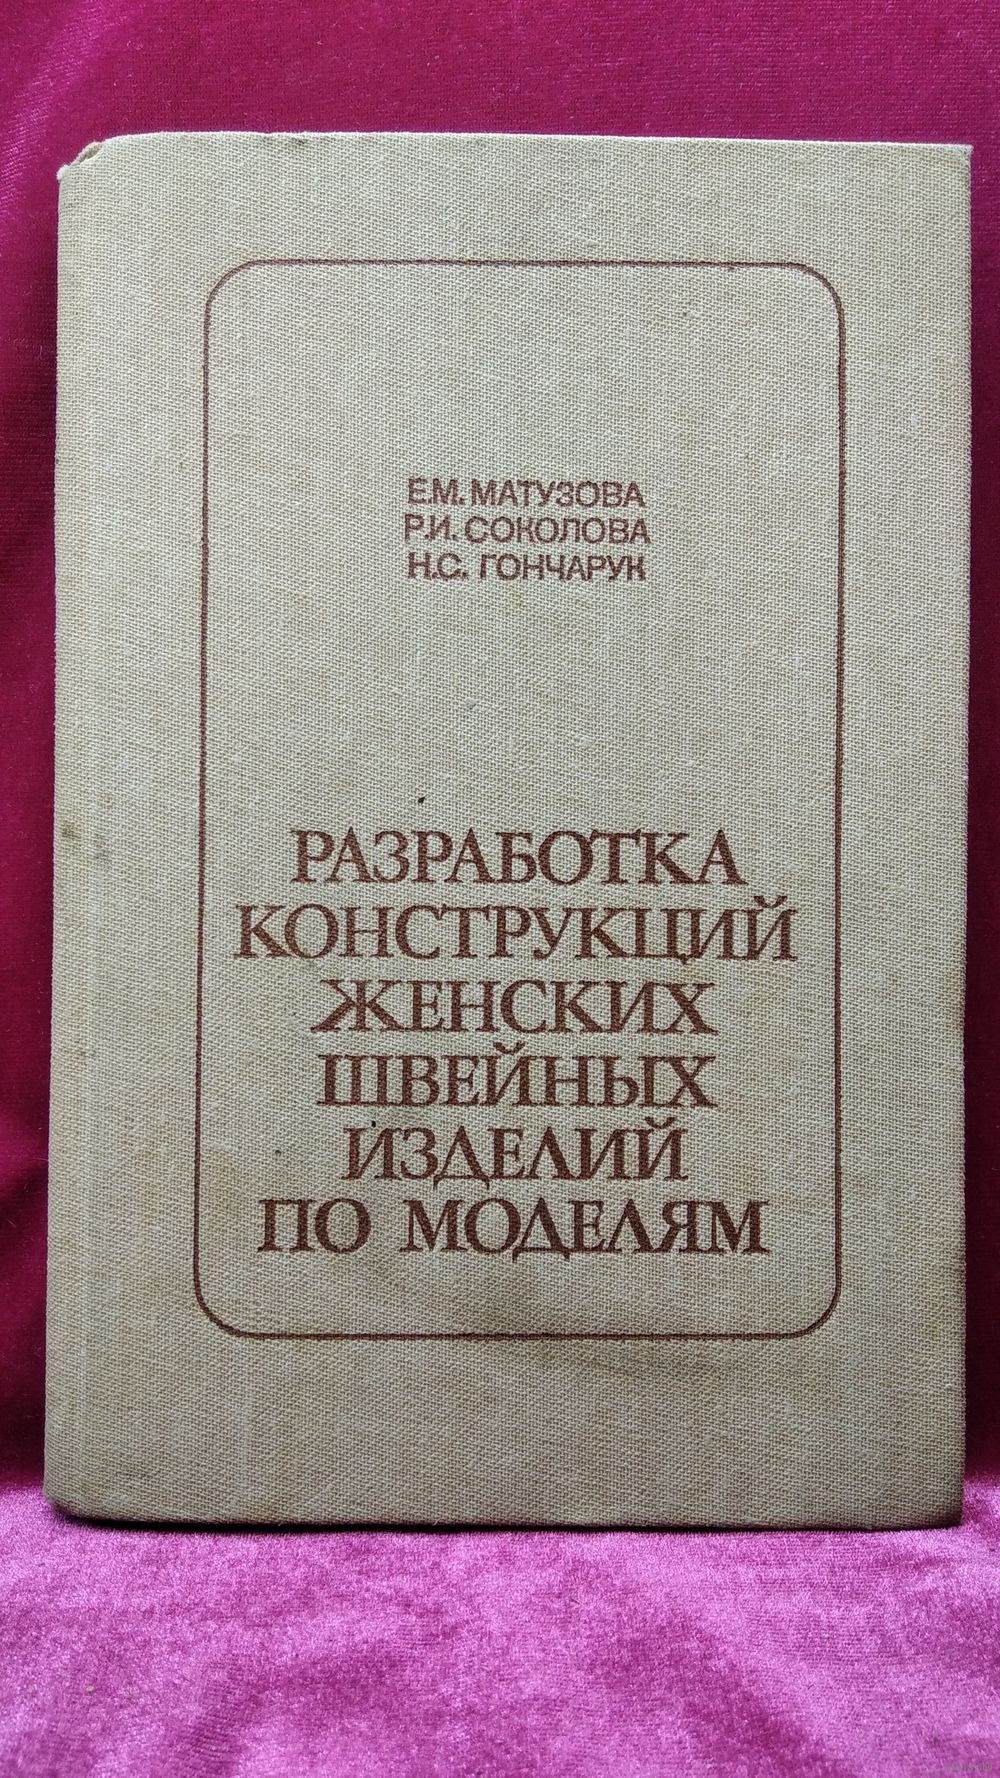 Е.М. МАТУЗОВА
Р.И. СОКОЛОВА
Н.С. ГОНЧАРУК
РАЗРАБОТКА
КОНСТРУКЦИЙ
ЖЕНСКИХ
ШВЕЙНЫХ
ИЗДЕЛИЙ
ПО МОДЕЛЯМ